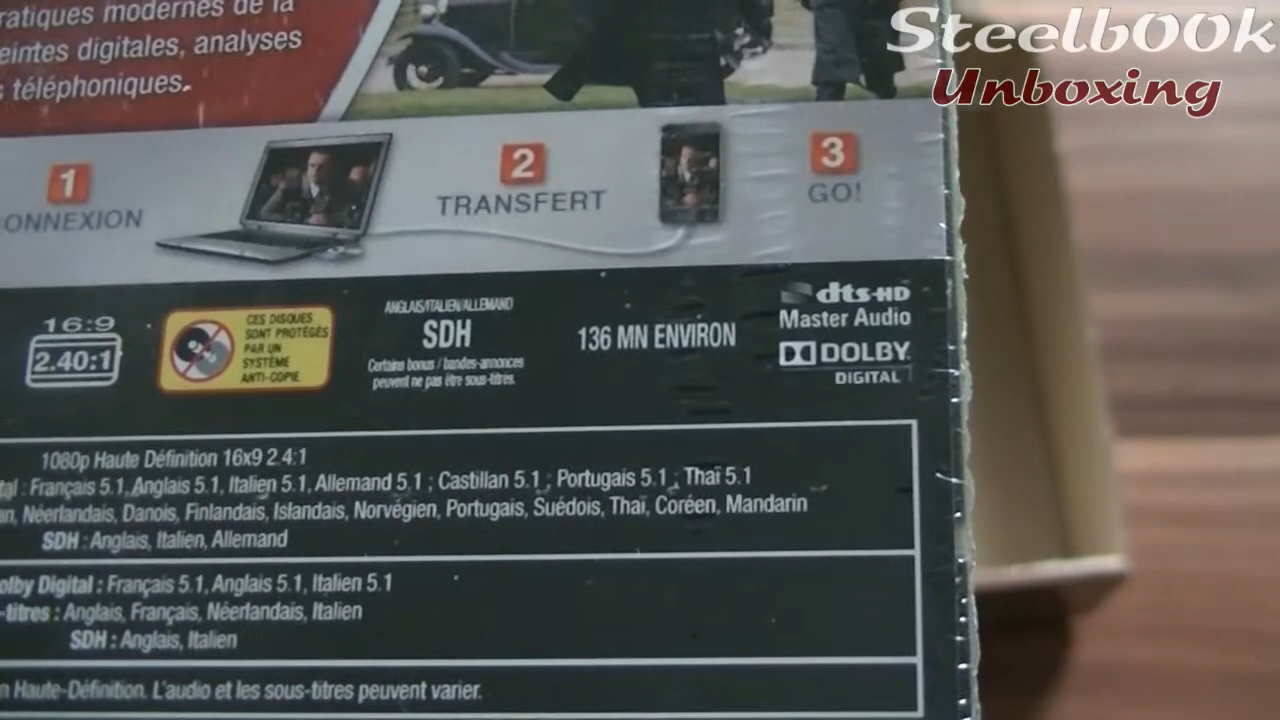 ratiques modernes de la
eintes digitales, analyses
s téléphoniques.
Steelb00k
Unboxing
1
ONNEXION
2
TRANSFERT
3
GO!
16:9
2.40:1
CES DISQUES
SONT PROTÉGÉS
PAR UN
SYSTÈME
ANTI-COPIE
ANGLAIS/ITALIEN/ALLEMAND
SDH
Certains bonus / bandes-annonces
peuvent ne pas être sous-titrés.
136 MN ENVIRON
dts-HD
Master Audio
DOLBY
DIGITAL
1080p Haute Définition 16x9 2.4:1
tal : Français 5.1, Anglais 5.1, Italien 5.1, Allemand 5.1 ; Castillan 5.1 ; Portugais 5.1 ; Thaï 5.1
an, Néerlandais, Danois, Finlandais, Islandais, Norvégien, Portugais, Suédois, Thaï, Coréen, Mandarin
SDH : Anglais, Italien, Allemand
olby Digital : Français 5.1, Anglais 5.1, Italien 5.1
-titres : Anglais, Français, Néerlandais, Italien
SDH : Anglais, Italien
n Haute-Définition. L'audio et les sous-titres peuvent varier.